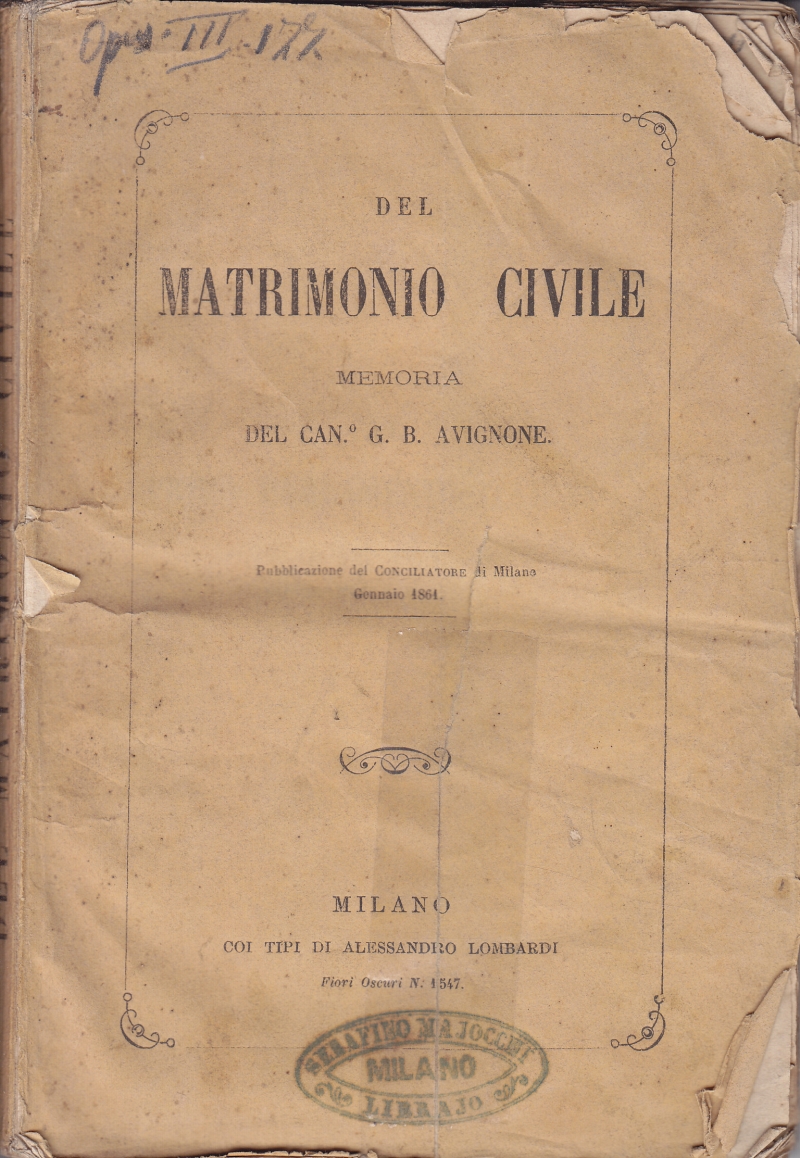 Opus. III. 122
DEL
MATRIMONIO CIVILE
MEMORIA
DEL CAN.º G. B. AVIGNONE.
Pubblicazione del CONCILIATORE di Milano
Gennaio 1861.
MILANO
COI TIPI DI ALESSANDRO LOMBARDI
Fiori Oscuri N.º 1547.
SERAFINO MAJOCCHI
MILANO
LIBRAJO